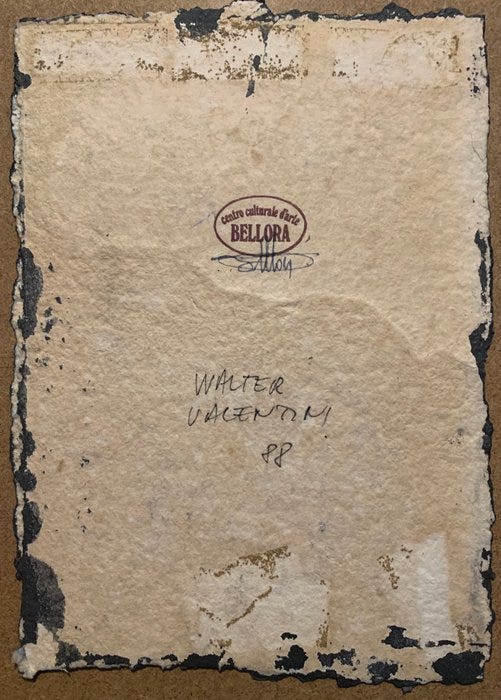 centro culturale d'arte
BELLORA
WALTER
VALENTINI
88